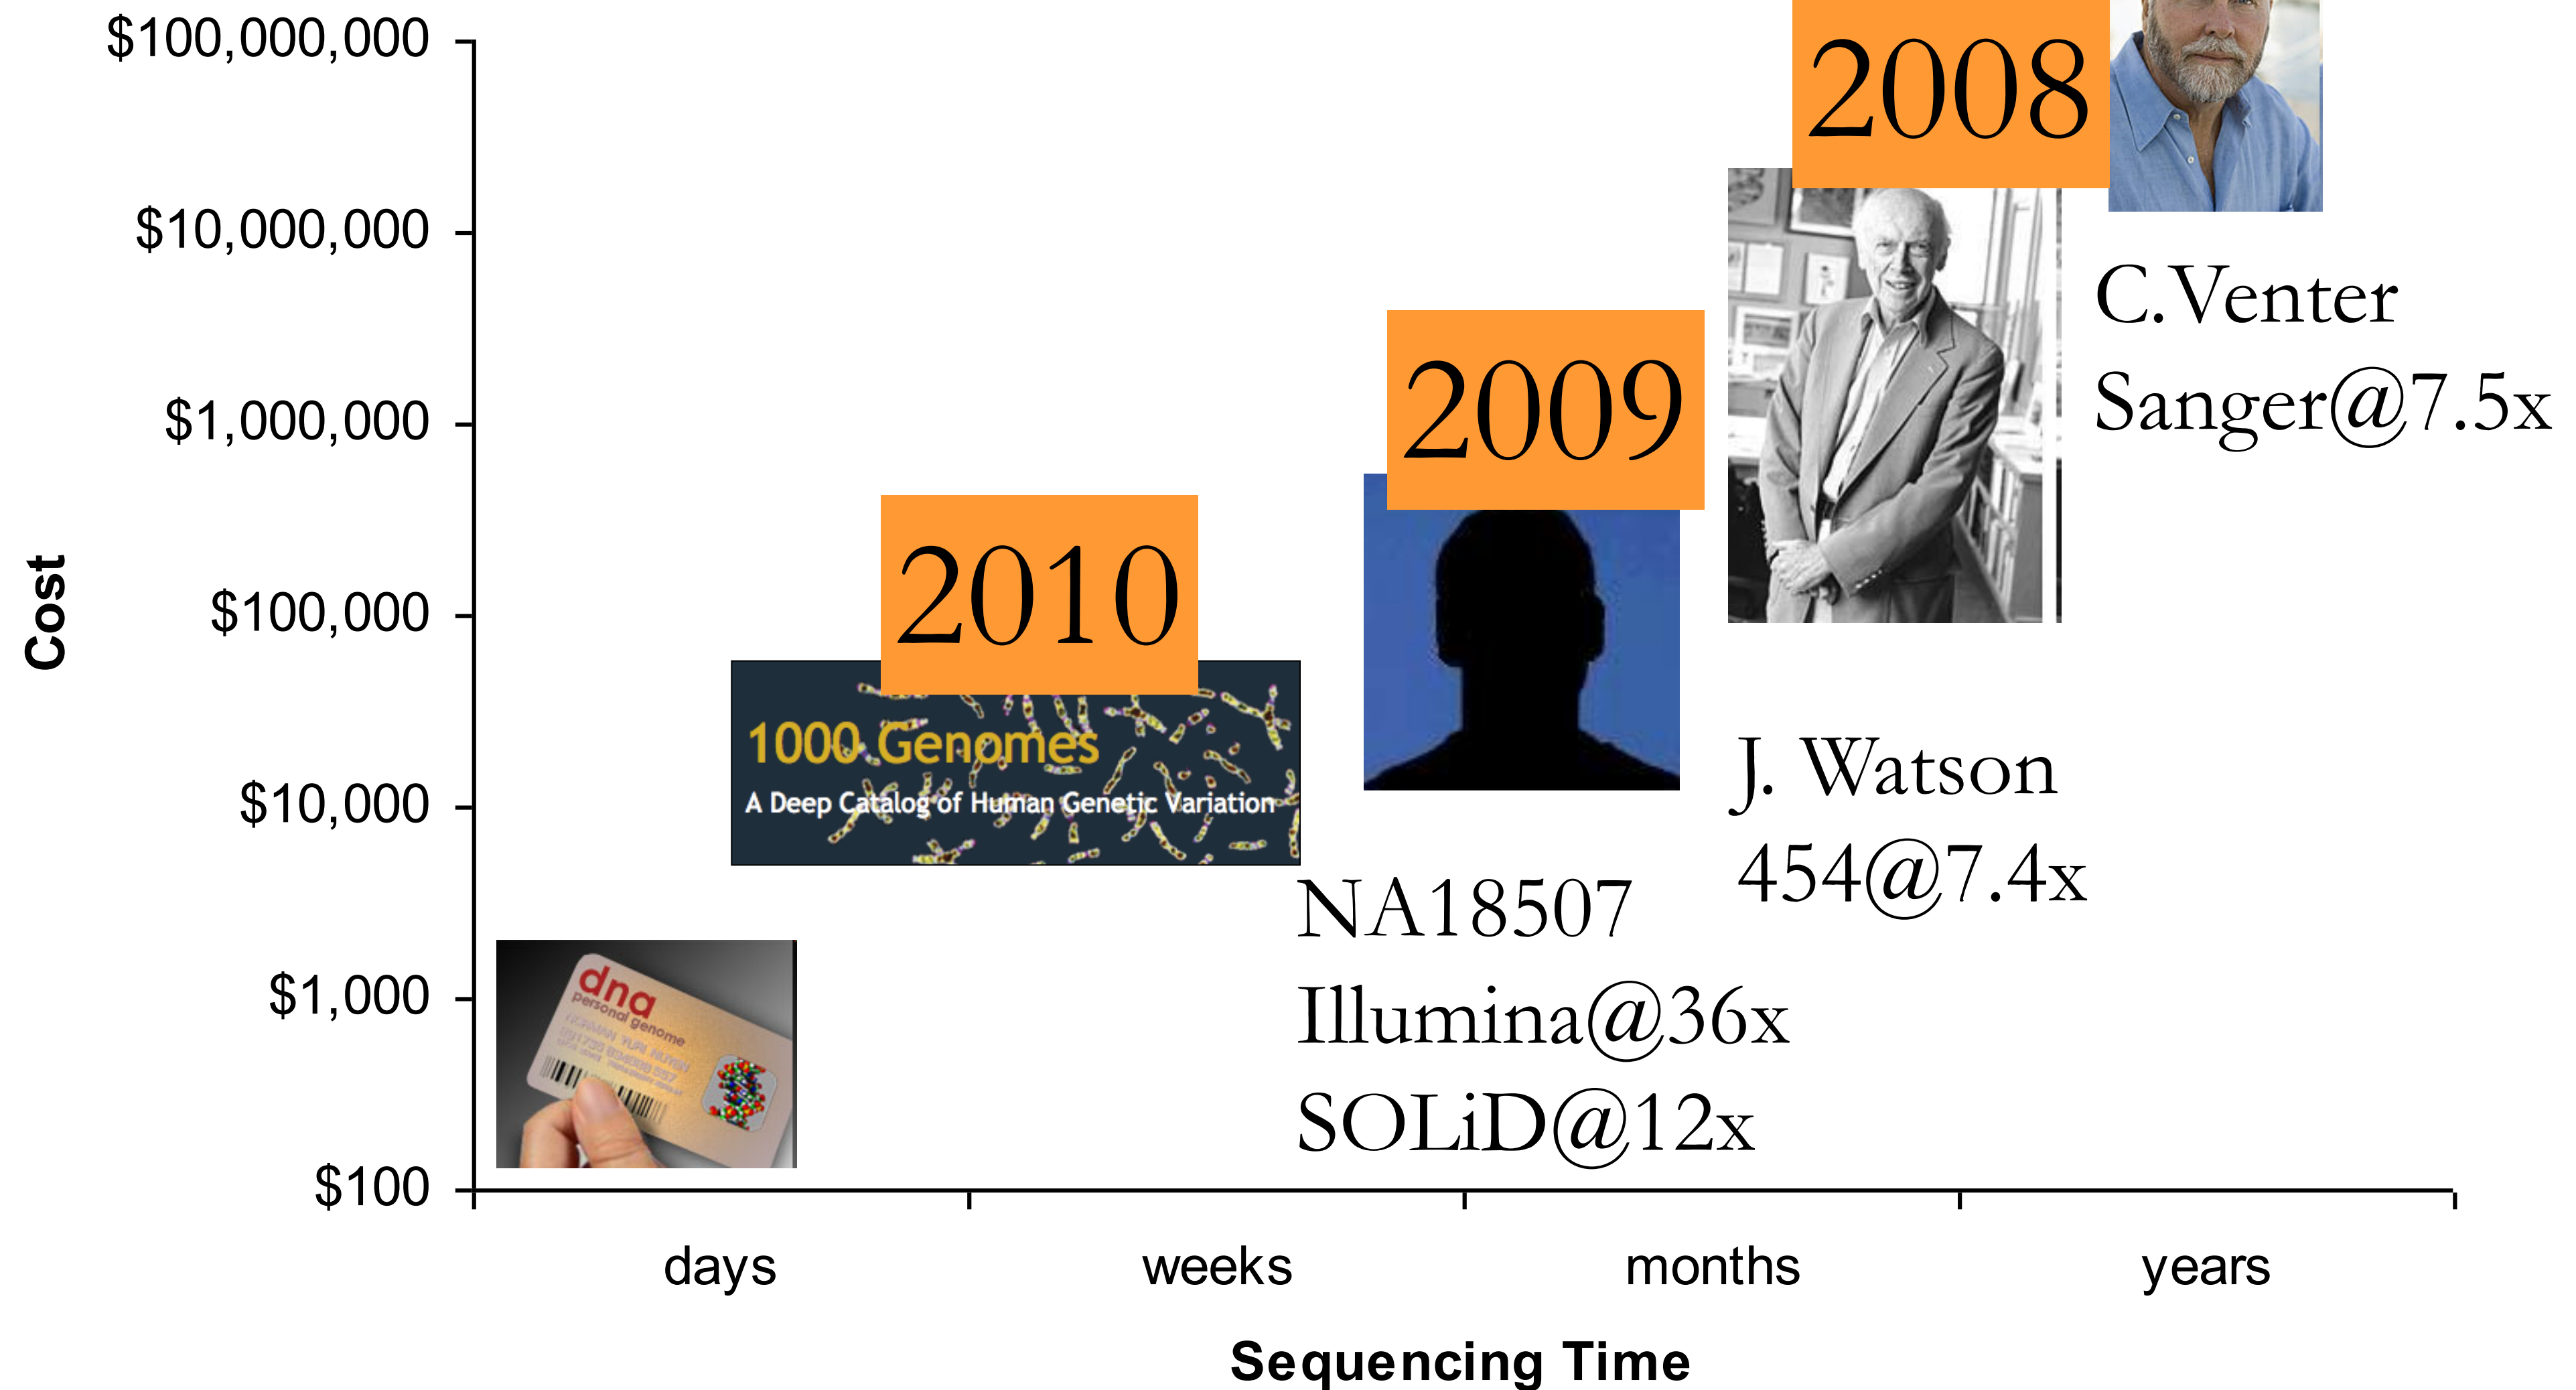 $100,000,000
$10,000,000
$1,000,000
$100,000
$10,000
$1,000
$100
Cost
2008
C.Venter
Sanger@7.5x
2009
J. Watson
454@7.4x
2010
1000 Genomes
A Deep Catalog of Human Genetic Variation
NA18507
Illumina@36x
SOLiD@12x
dna
personal genome
days weeks months years
Sequencing Time